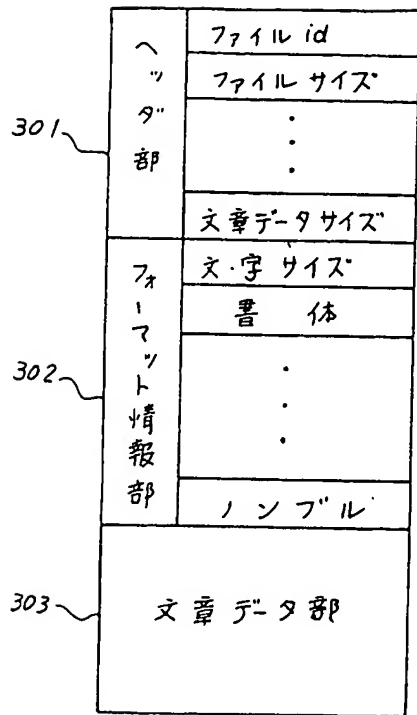 301
ヘッダ部
ファイル id
ファイル サイズ
文章データサイズ
302
フォーマット情報部
文字サイズ
書 体
ノンブル
303
文章データ部